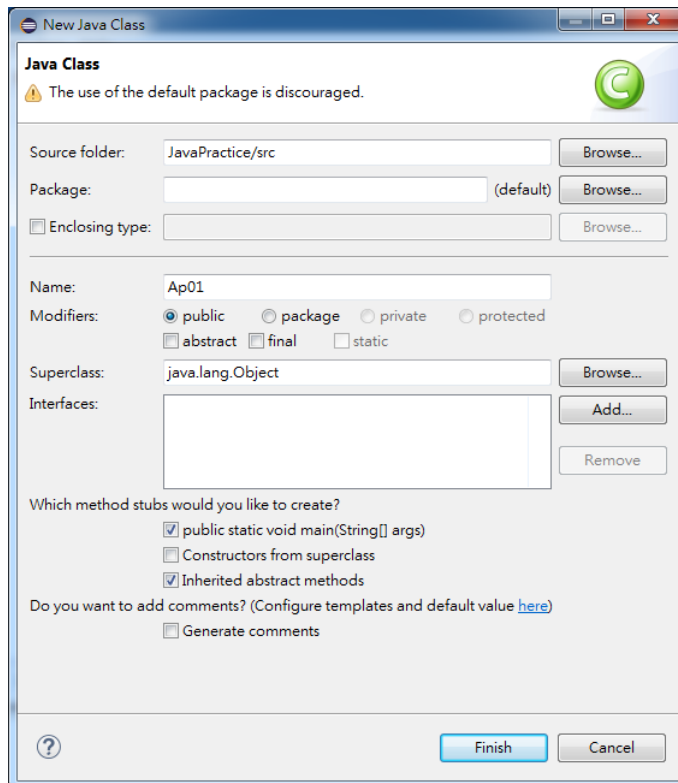 New Java Class
Java Class
The use of the default package is discouraged.
C
Source folder: JavaPractice/src Browse...
Package: (default) Browse...
Enclosing type: Browse...
Name: Ap01
Modifiers: public package private protected
abstract final static
Superclass: java.lang.Object Browse...
Interfaces: Add...
Remove
Which method stubs would you like to create?
public static void main(String[] args)
Constructors from superclass
Inherited abstract methods
Do you want to add comments? (Configure templates and default value here)
Generate comments
? Finish Cancel